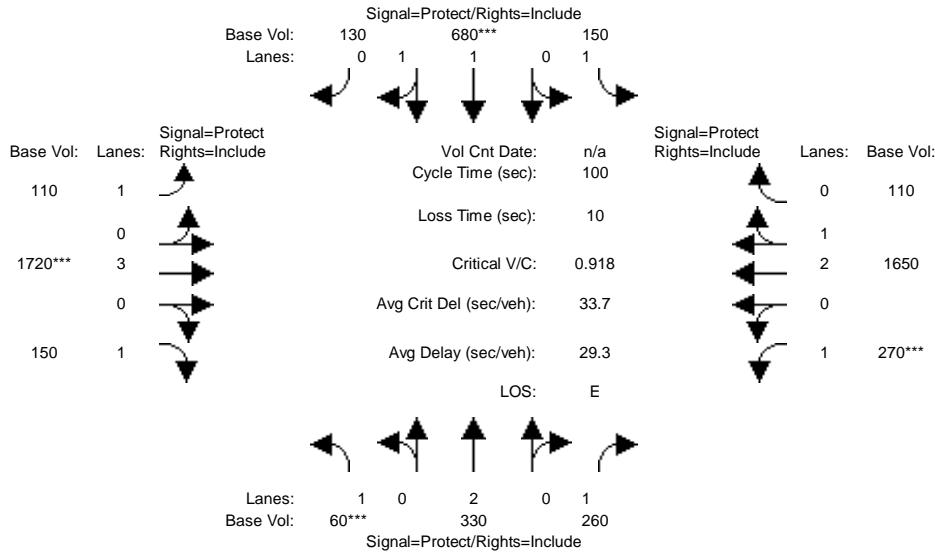 Signal=Protect/Rights=Include
Base Vol: 130 680*** 150
Lanes: 0 1 1 0 1
Signal=Protect
Rights=Include
Base Vol: Lanes:
110 1
0
1720*** 3
0
150 1
Vol Cnt Date: n/a
Cycle Time (sec): 100
Loss Time (sec): 10
Critical V/C: 0.918
Avg Crit Del (sec/veh): 33.7
Avg Delay (sec/veh): 29.3
LOS: E
Signal=Protect
Rights=Include
Lanes: Base Vol:
0 110
1
2 1650
0
1 270***
Lanes: 1 0 2 0 1
Base Vol: 60*** 330 260
Signal=Protect/Rights=Include